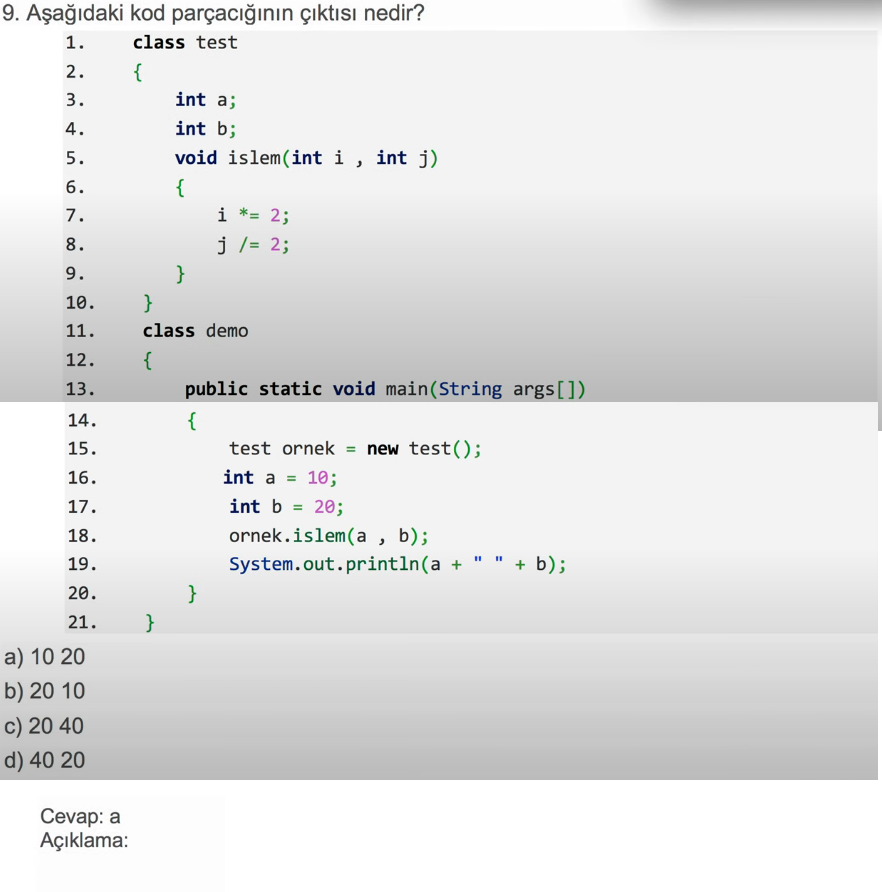 9. Aşağıdaki kod parçacığının çıktısı nedir?
1. class test
2. {
3. int a;
4. int b;
5. void islem(int i , int j)
6. {
7. i *= 2;
8. j /= 2;
9. }
10. }
11. class demo
12. {
13. public static void main(String args[])
14. {
15. test ornek = new test();
16. int a = 10;
17. int b = 20;
18. ornek.islem(a , b);
19. System.out.println(a + " " + b);
20. }
21. }
a) 10 20
b) 20 10
c) 20 40
d) 40 20
Cevap: a
Açıklama: